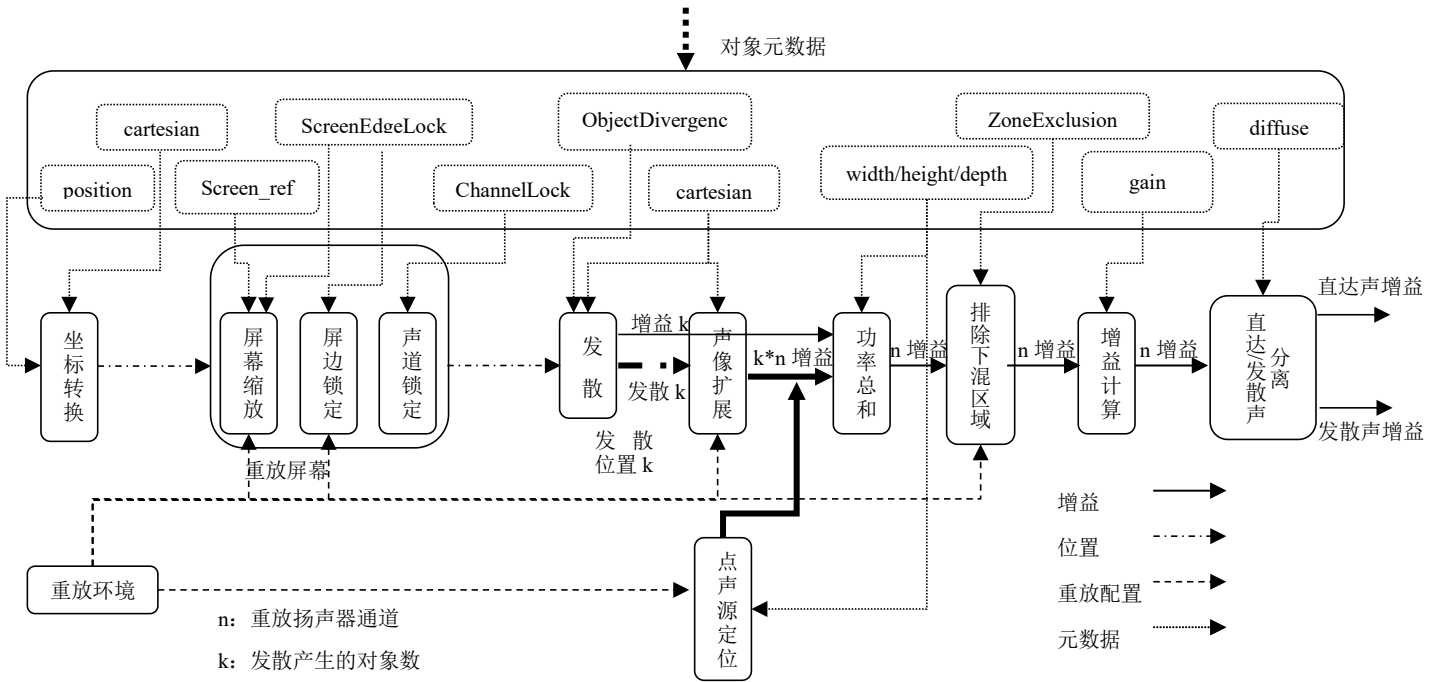 对象元数据
cartesian
ScreenEdgeLock
ObjectDivergenc
ZoneExclusion
diffuse
position
Screen_ref
ChannelLock
cartesian
width/height/depth
gain
坐标转换
屏幕缩放
屏边锁定
声道锁定
发散
增益 k
发散 k
发 散
位置 k
声像扩展
k*n 增益
功率总和
n 增益
排除下混区域
n 增益
增益计算
n 增益
直达/发散声
分离
直达声增益
发散声增益
重放屏幕
重放环境
点声源定位
n：重放扬声器通道
k：发散产生的对象数
增益
位置
重放配置
元数据